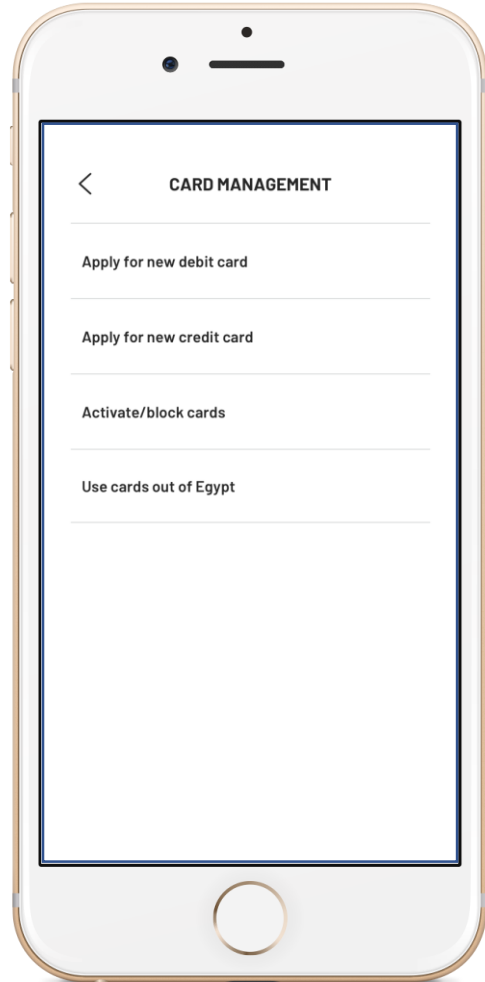 CARD MANAGEMENT
Apply for new debit card
Apply for new credit card
Activate/block cards
Use cards out of Egypt